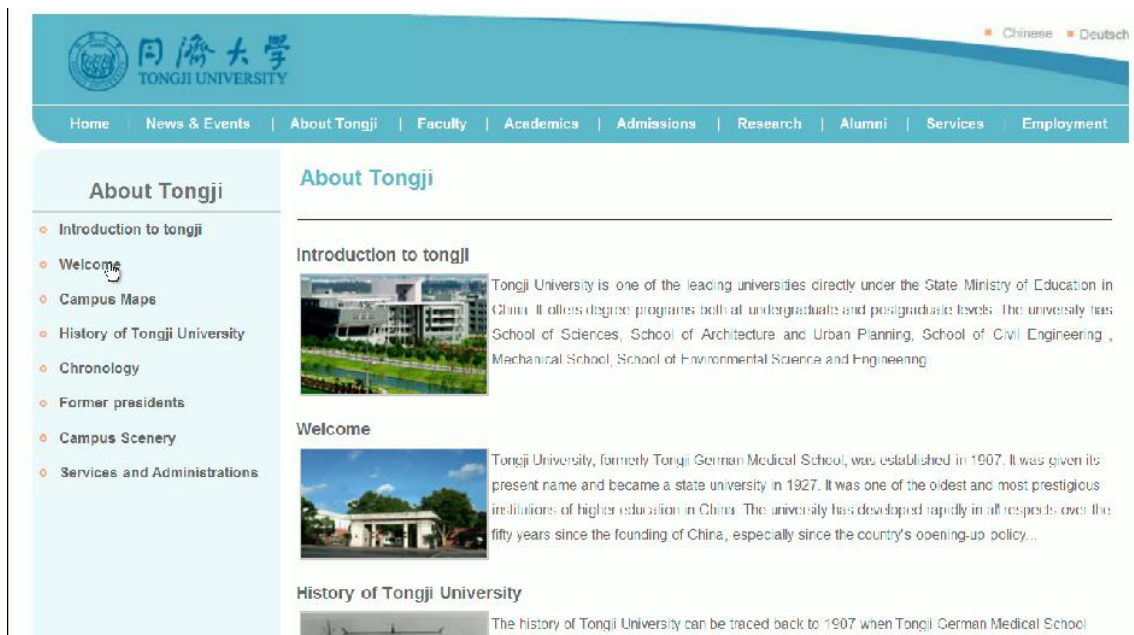 Chinese Deutsch
同濟大學
TONGJI UNIVERSITY
Home | News & Events | About Tongji | Faculty | Academics | Admissions | Research | Alumni | Services | Employment
About Tongji
Introduction to tongji
Welcome
Campus Maps
History of Tongji University
Chronology
Former presidents
Campus Scenery
Services and Administrations
About Tongji
Introduction to tongji
Tongji University is one of the leading universities directly under the State Ministry of Education in
China. It offers degree programs both at undergraduate and postgraduate levels. The university has
School of Sciences, School of Architecture and Urban Planning, School of Civil Engineering ,
Mechanical School, School of Environmental Science and Engineering
Welcome
Tongji University, formerly Tongji German Medical School, was established in 1907. It was given its
present name and became a state university in 1927. It was one of the oldest and most prestigious
institutions of higher education in China. The university has developed rapidly in all respects over the
fifty years since the founding of China, especially since the country's opening-up policy...
History of Tongji University
The history of Tongji University can be traced back to 1907 when Tongji German Medical School